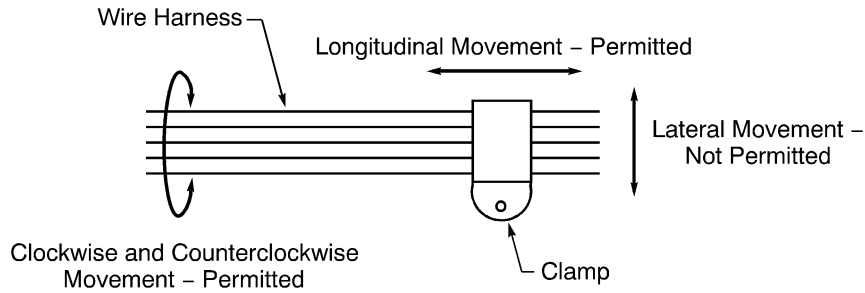 Wire Harness
Longitudinal Movement – Permitted
Lateral Movement –
Not Permitted
Clockwise and Counterclockwise
Movement – Permitted
Clamp